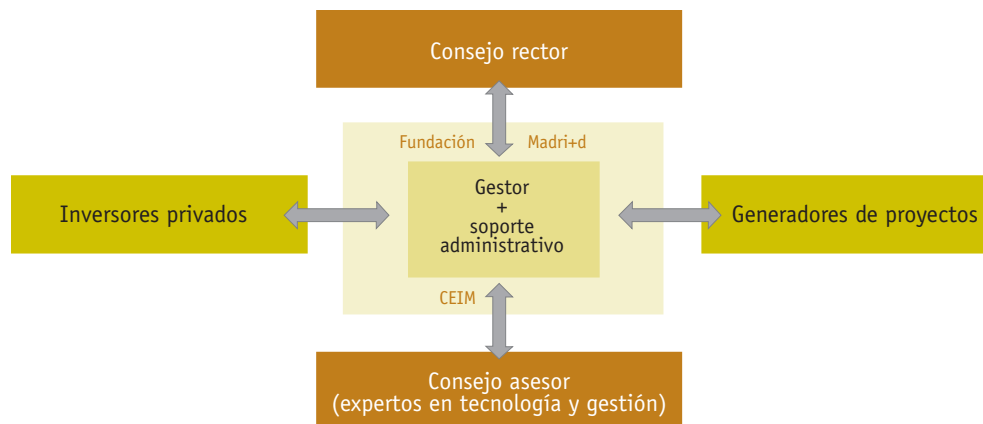 Consejo rector
Fundación Madri+d
Inversores privados
Gestor
+
soporte
administrativo
Generadores de proyectos
CEIM
Consejo asesor
(expertos en tecnología y gestión)